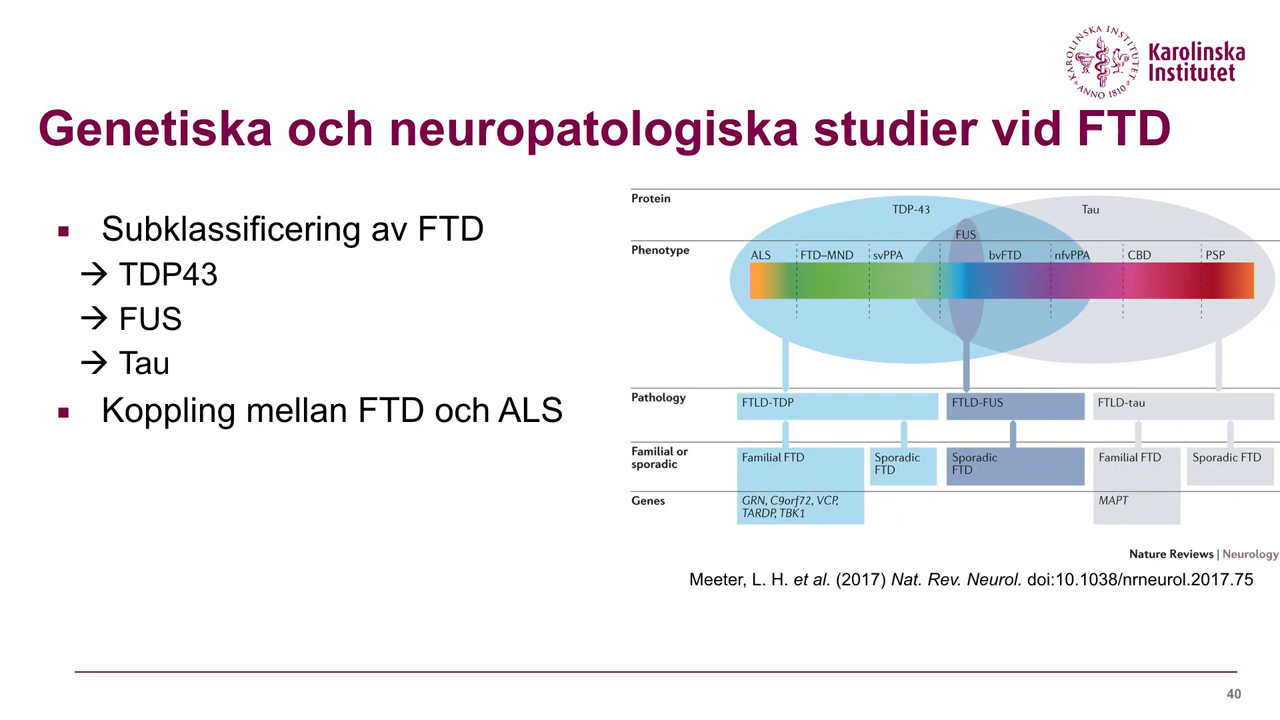 KAROLINSKA INSTITUTET
ANNO 1810
Karolinska
Institutet
Genetiska och neuropatologiska studier vid FTD
Subklassificering av FTD
→ TDP43
→ FUS
→ Tau
Koppling mellan FTD och ALS
Protein
TDP-43
Tau
FUS
Phenotype
ALS
FTD–MND
svPPA
bvFTD
nfvPPA
CBD
PSP
Pathology
FTLD-TDP
FTLD-FUS
FTLD-tau
Familial or
sporadic
Familial FTD
Sporadic
FTD
Sporadic
FTD
Familial FTD
Sporadic FTD
Genes
GRN, C9orf72, VCP,
TARDP, TBK1
MAPT
Nature Reviews | Neurology
Meeter, L. H. et al. (2017) Nat. Rev. Neurol. doi:10.1038/nrneurol.2017.75
40